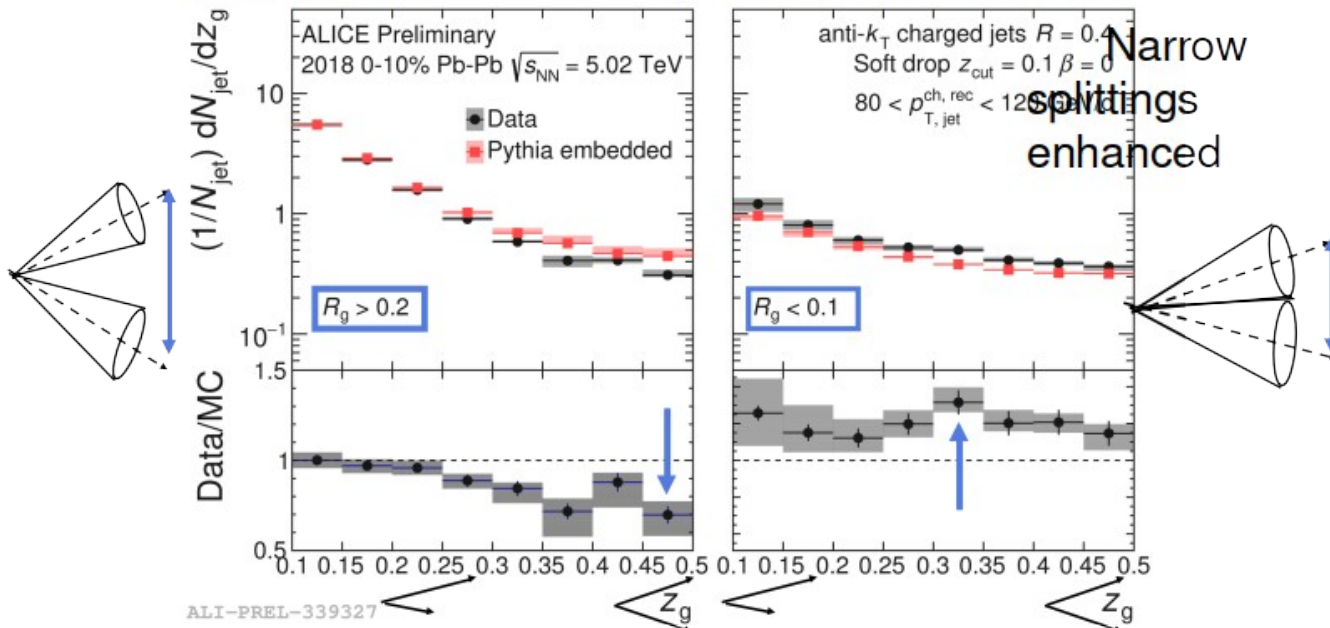 ALICE Preliminary
2018 0-10% Pb-Pb √s_NN = 5.02 TeV
Data
Pythia embedded
R_g > 0.2
(1/N_jet) dN_jet/dz_g
10
1
10⁻¹
anti-k_T charged jets R = 0.4
Soft drop z_cut = 0.1 β = 0
80 < p_T, jet^ch, rec < 120 GeV/c
Narrow
splittings
enhanced
R_g < 0.1
Data/MC
1.5
1
0.5
0.1 0.15 0.2 0.25 0.3 0.35 0.4 0.45 0.5
0.1 0.15 0.2 0.25 0.3 0.35 0.4 0.45 0.5
z_g
z_g
ALI-PREL-339327